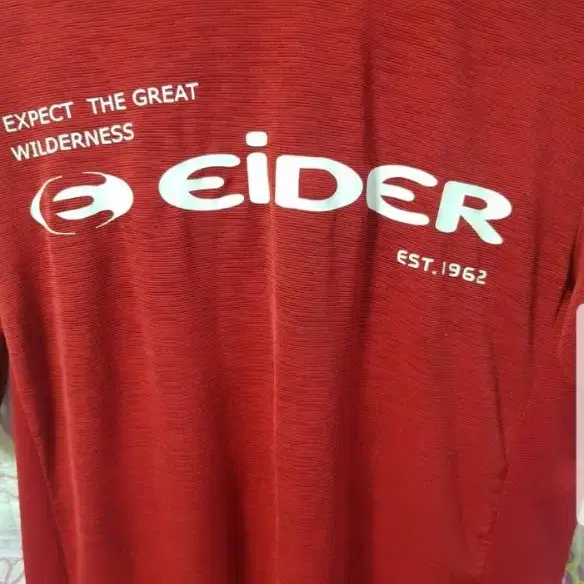 EXPECT THE GREAT
WILDERNESS
EiDER
EST. 1962